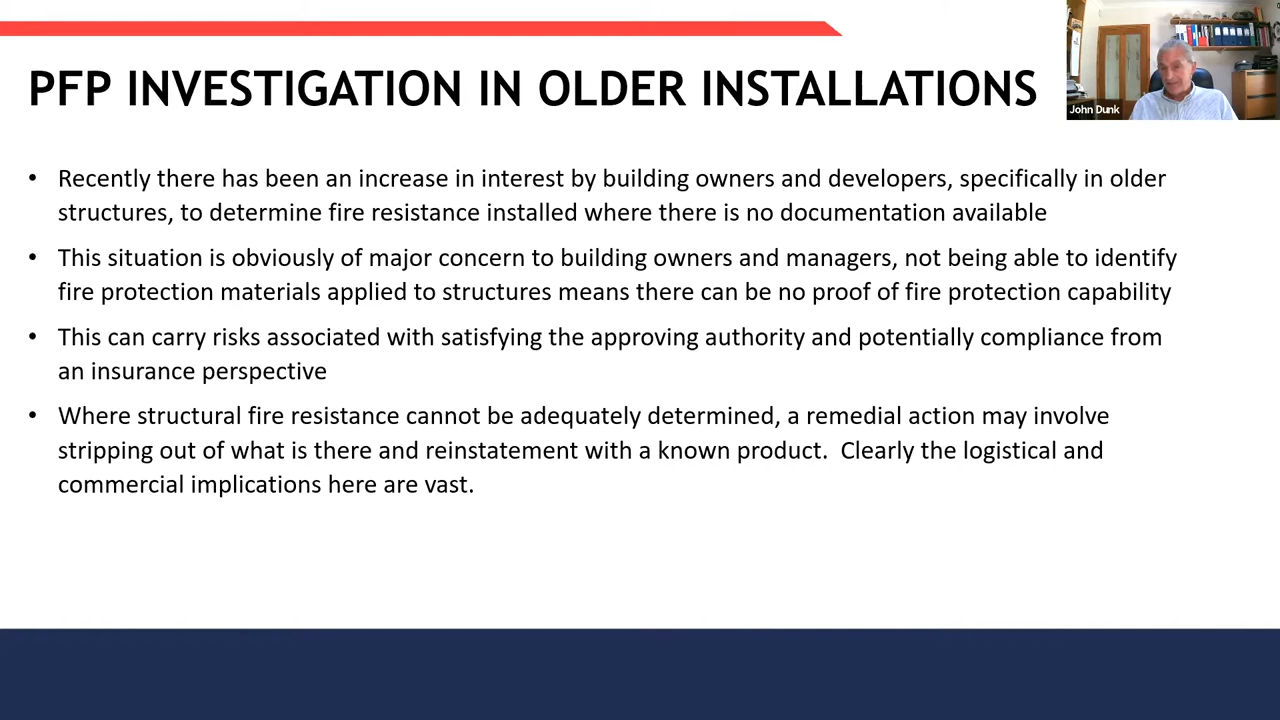 PFP INVESTIGATION IN OLDER INSTALLATIONS
John Dunk
• Recently there has been an increase in interest by building owners and developers, specifically in older
structures, to determine fire resistance installed where there is no documentation available
• This situation is obviously of major concern to building owners and managers, not being able to identify
fire protection materials applied to structures means there can be no proof of fire protection capability
• This can carry risks associated with satisfying the approving authority and potentially compliance from
an insurance perspective
• Where structural fire resistance cannot be adequately determined, a remedial action may involve
stripping out of what is there and reinstatement with a known product.  Clearly the logistical and
commercial implications here are vast.